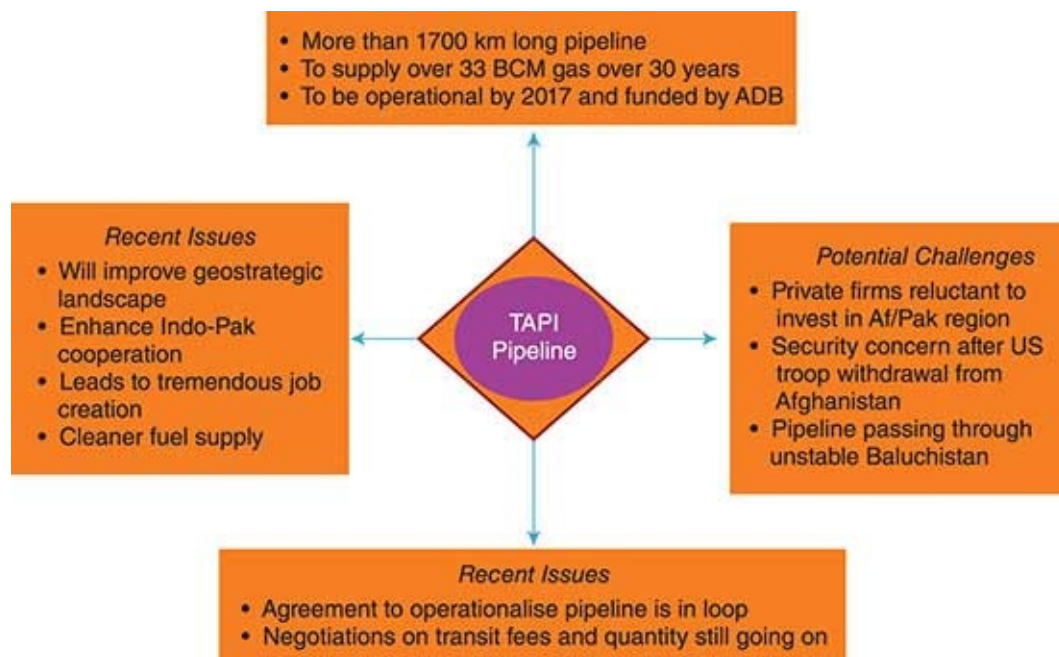 • More than 1700 km long pipeline
• To supply over 33 BCM gas over 30 years
• To be operational by 2017 and funded by ADB
Recent Issues
• Will improve geostrategic
landscape
• Enhance Indo-Pak
cooperation
• Leads to tremendous job
creation
• Cleaner fuel supply
TAPI
Pipeline
Potential Challenges
• Private firms reluctant to
invest in Af/Pak region
• Security concern after US
troop withdrawal from
Afghanistan
• Pipeline passing through
unstable Baluchistan
Recent Issues
• Agreement to operationalise pipeline is in loop
• Negotiations on transit fees and quantity still going on